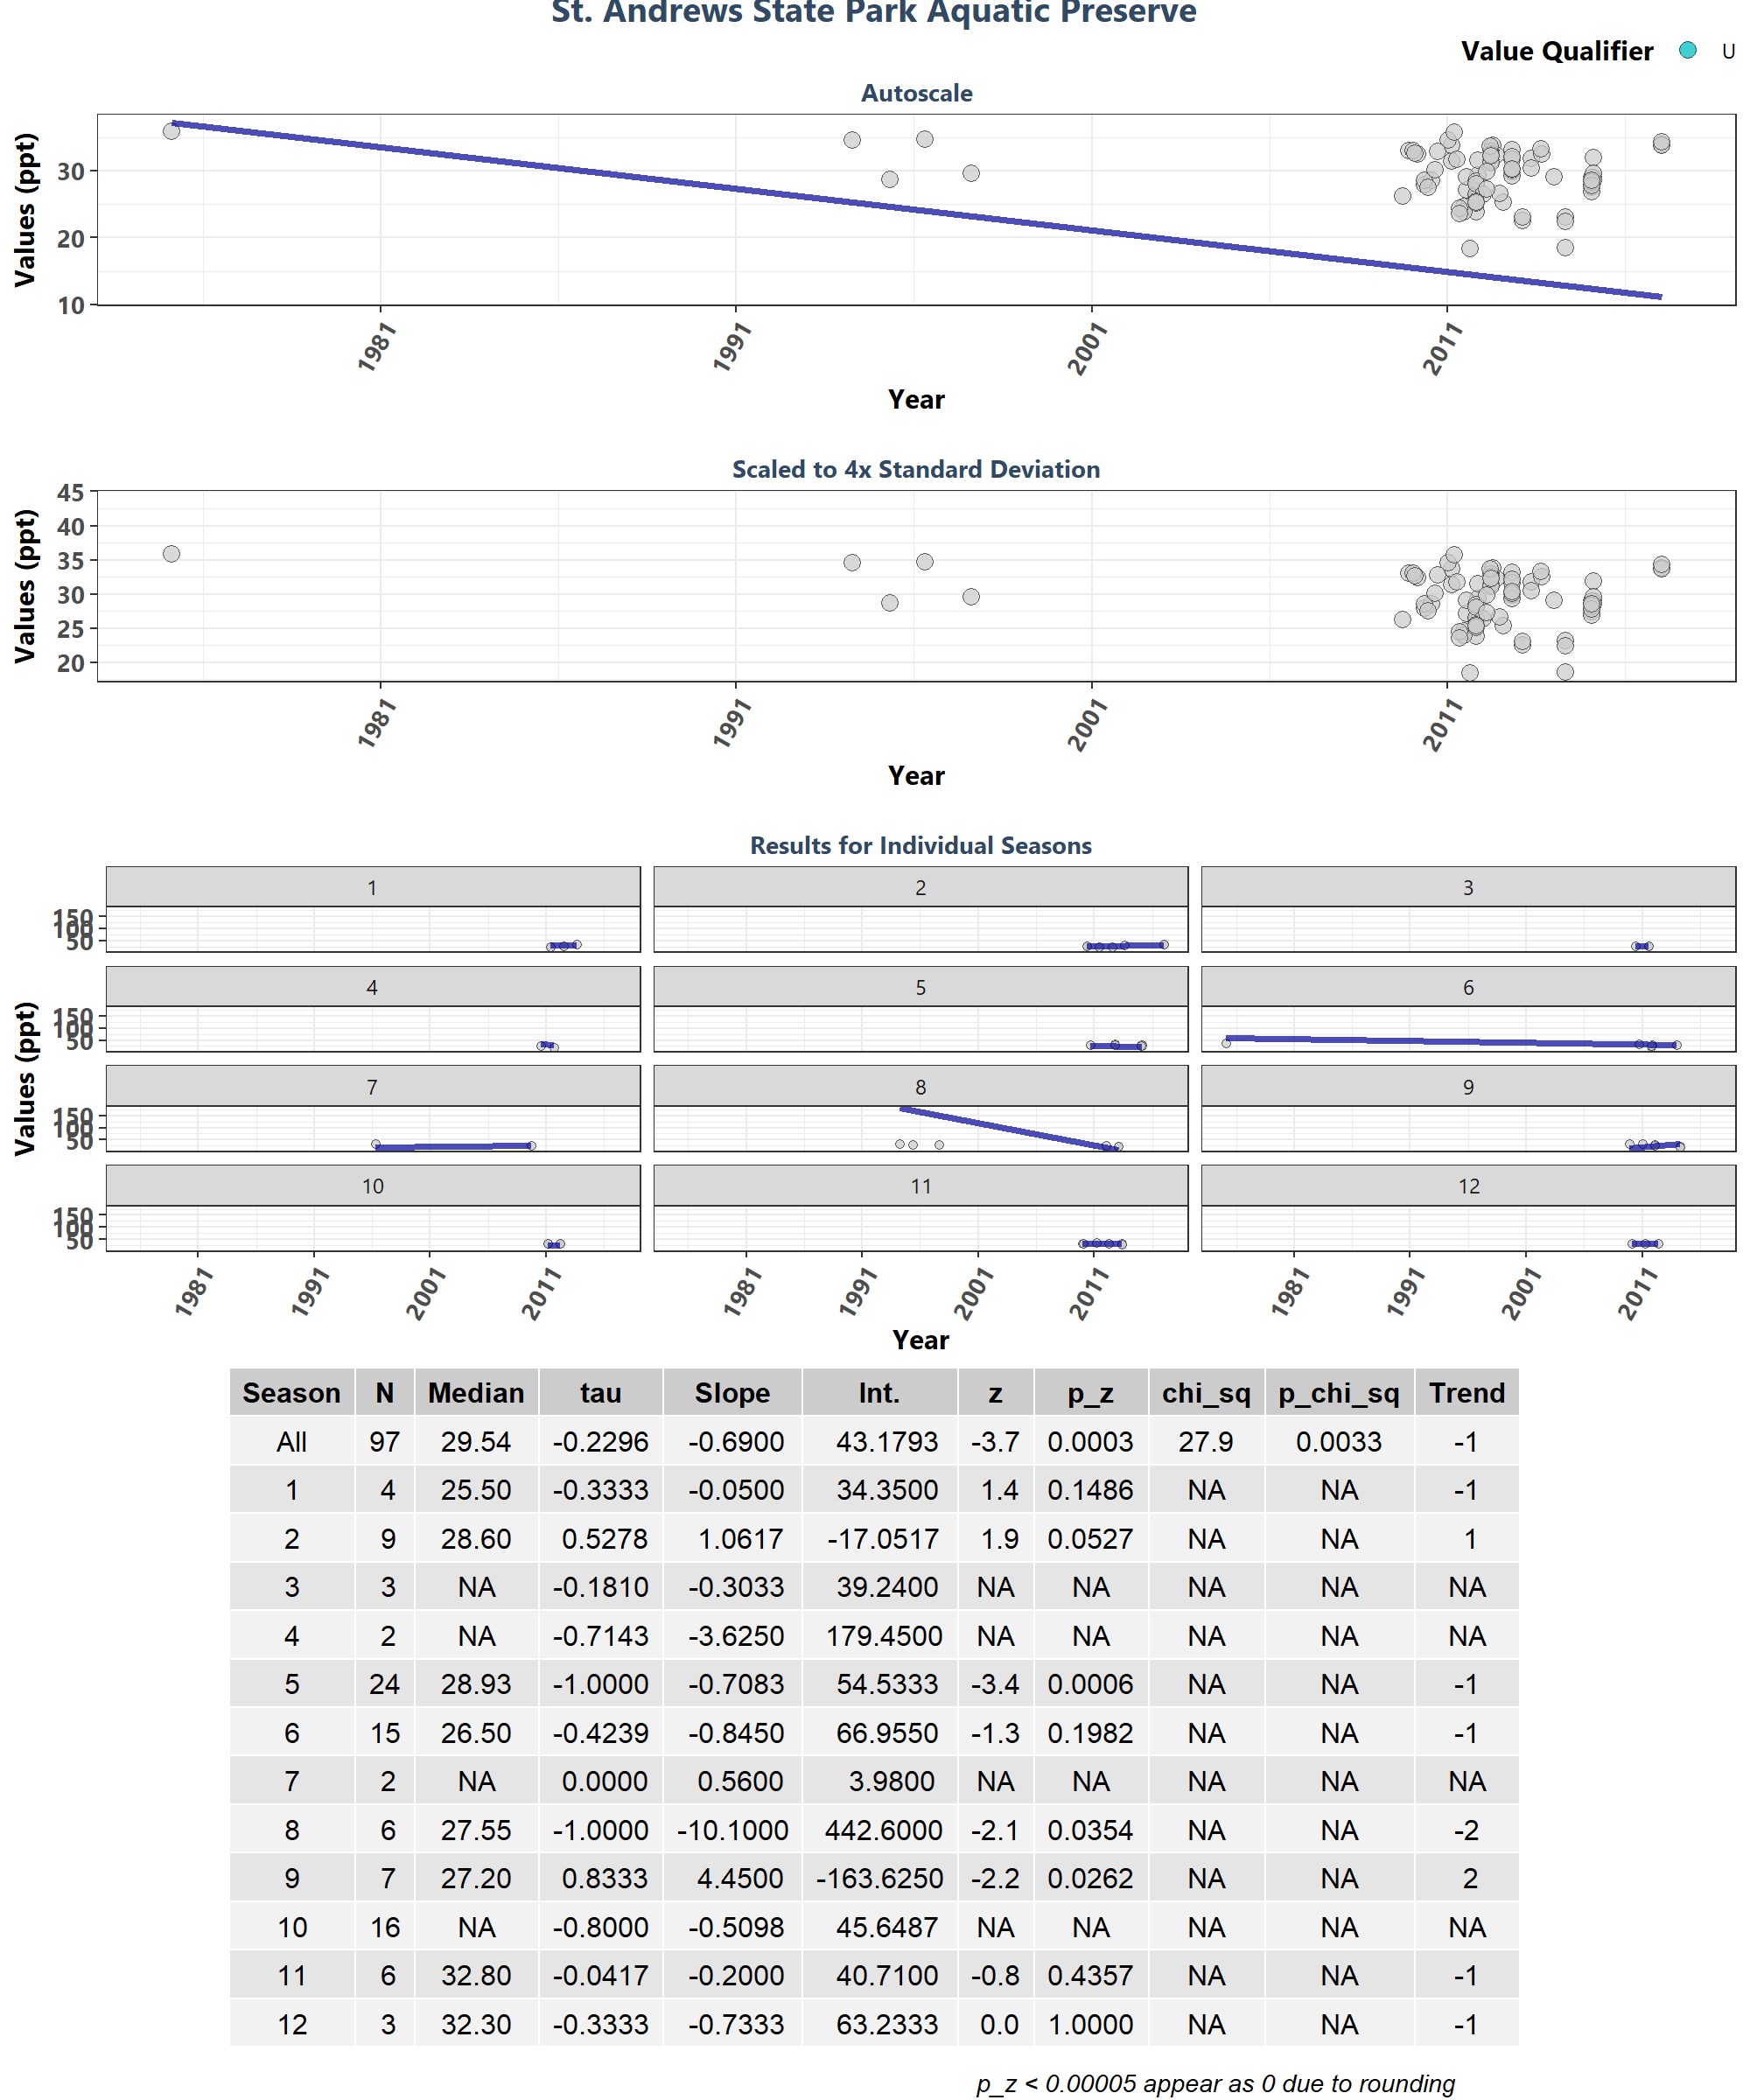 St. Andrews State Park Aquatic Preserve
Value Qualifier U
Autoscale
Values (ppt)
30
20
10
1981 1991 2001 2011
Year
Scaled to 4x Standard Deviation
Values (ppt)
45
40
35
30
25
20
1981 1991 2001 2011
Year
Results for Individual Seasons
Values (ppt)
1 2 3
150
100
50
4 5 6
150
100
50
7 8 9
150
100
50
10 11 12
150
100
50
1981 1991 2001 2011 1981 1991 2001 2011 1981 1991 2001 2011
Year
Season N Median tau Slope Int. z p_z chi_sq p_chi_sq Trend
All 97 29.54 -0.2296 -0.6900 43.1793 -3.7 0.0003 27.9 0.0033 -1
1 4 25.50 -0.3333 -0.0500 34.3500 1.4 0.1486 NA NA -1
2 9 28.60 0.5278 1.0617 -17.0517 1.9 0.0527 NA NA 1
3 3 NA -0.1810 -0.3033 39.2400 NA NA NA NA NA
4 2 NA -0.7143 -3.6250 179.4500 NA NA NA NA NA
5 24 28.93 -1.0000 -0.7083 54.5333 -3.4 0.0006 NA NA -1
6 15 26.50 -0.4239 -0.8450 66.9550 -1.3 0.1982 NA NA -1
7 2 NA 0.0000 0.5600 3.9800 NA NA NA NA NA
8 6 27.55 -1.0000 -10.1000 442.6000 -2.1 0.0354 NA NA -2
9 7 27.20 0.8333 4.4500 -163.6250 -2.2 0.0262 NA NA 2
10 16 NA -0.8000 -0.5098 45.6487 NA NA NA NA NA
11 6 32.80 -0.0417 -0.2000 40.7100 -0.8 0.4357 NA NA -1
12 3 32.30 -0.3333 -0.7333 63.2333 0.0 1.0000 NA NA -1
p_z < 0.00005 appear as 0 due to rounding